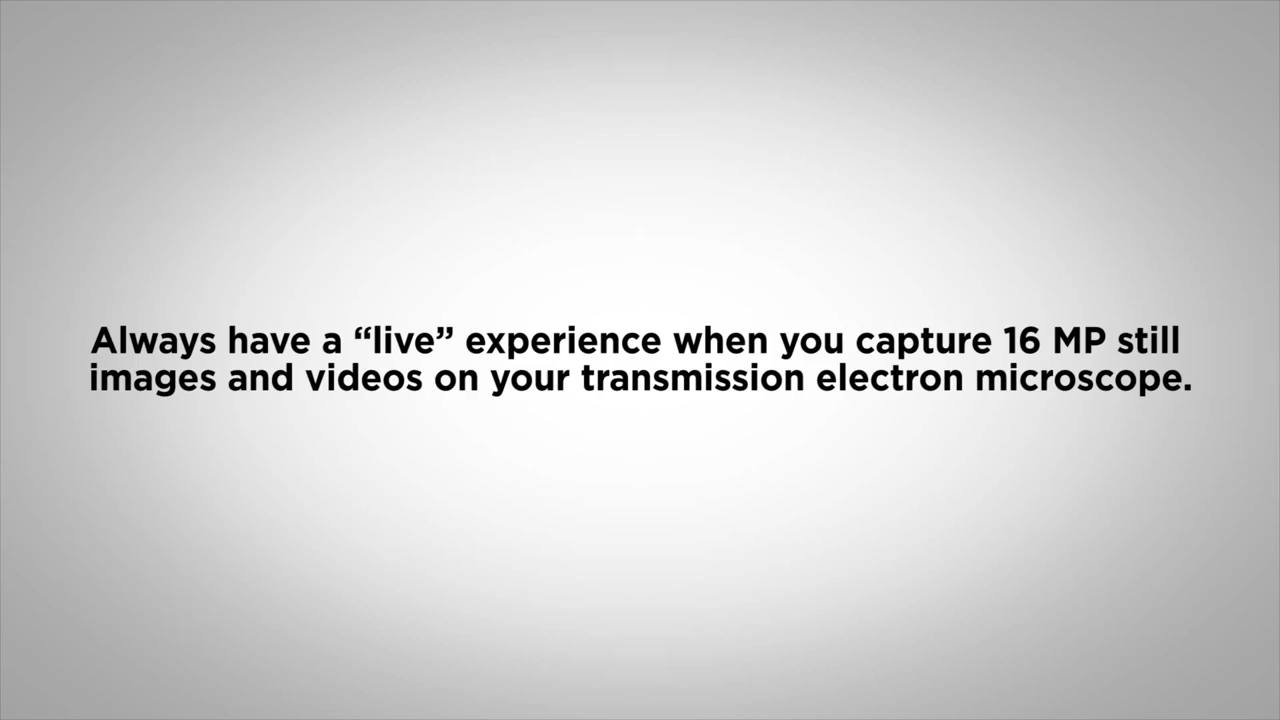 Always have a “live” experience when you capture 16 MP still
images and videos on your transmission electron microscope.